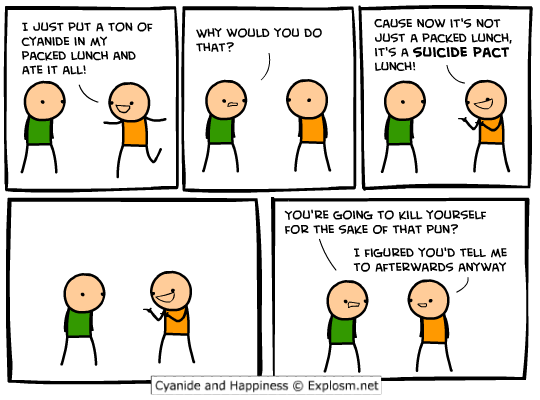 I JUST PUT A TON OF
CYANIDE IN MY
PACKED LUNCH AND
ATE IT ALL!
WHY WOULD YOU DO
THAT?
CAUSE NOW IT'S NOT
JUST A PACKED LUNCH,
IT'S A SUICIDE PACT
LUNCH!
YOU'RE GOING TO KILL YOURSELF
FOR THE SAKE OF THAT PUN?
I FIGURED YOU'D TELL ME
TO AFTERWARDS ANYWAY
Cyanide and Happiness © Explosm.net